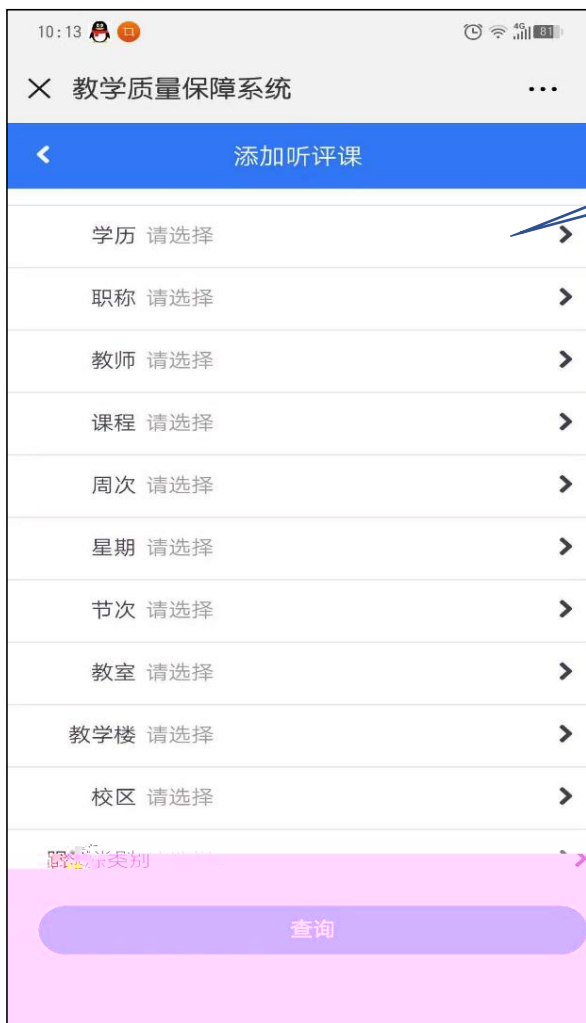 10:13 4G 81
教学质量保障系统
添加听评课
学历 请选择
职称 请选择
教师 请选择
课程 请选择
周次 请选择
星期 请选择
节次 请选择
教室 请选择
教学楼 请选择
校区 请选择
类别
查询